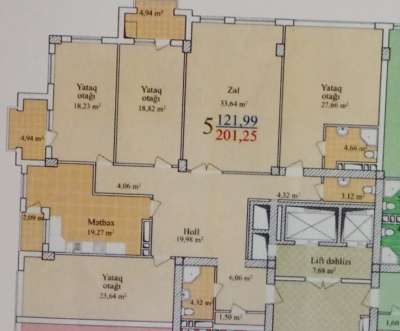 4,94 m²
Yataq
otağı
18,23 m²
Yataq
otağı
18,82 m²
Zal
33,64 m²
Yataq
otağı
27,66 m²
5 121,99
201,25
4,94 m²
4,64 m²
4,06 m²
4,32 m²
3,12 m²
2,09 m²
Mətbəx
19,27 m²
Holl
19,98 m²
Lift dəhlizi
7,68 m²
Yataq
otağı
23,64 m²
4,32 m²
6,06 m²
1,50 m²
1,68